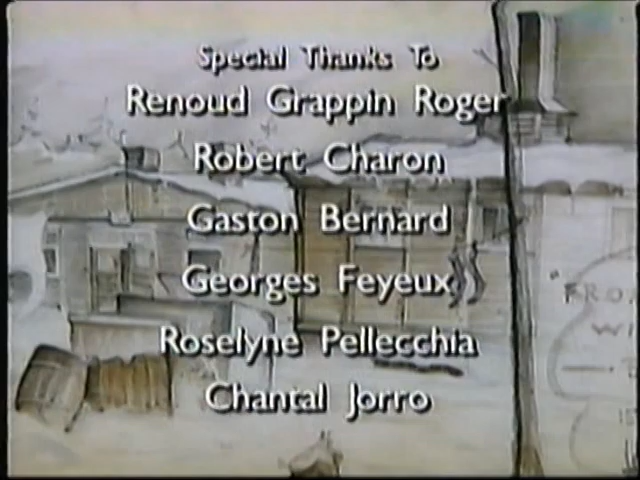 Special Thanks To
Renoud Grappin Roger
Robert Charon
Gaston Bernard
Georges Feyeux
Roselyne Pellecchia
Chantal Jorro